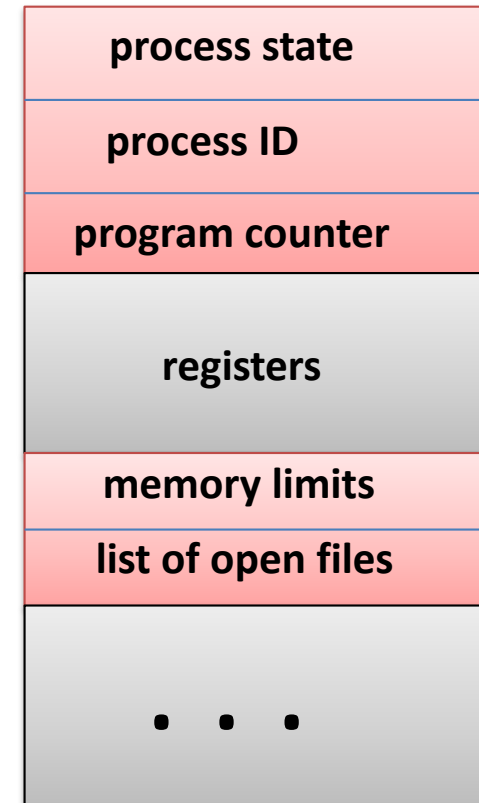 process state
process ID
program counter
registers
memory limits
list of open files
. . .